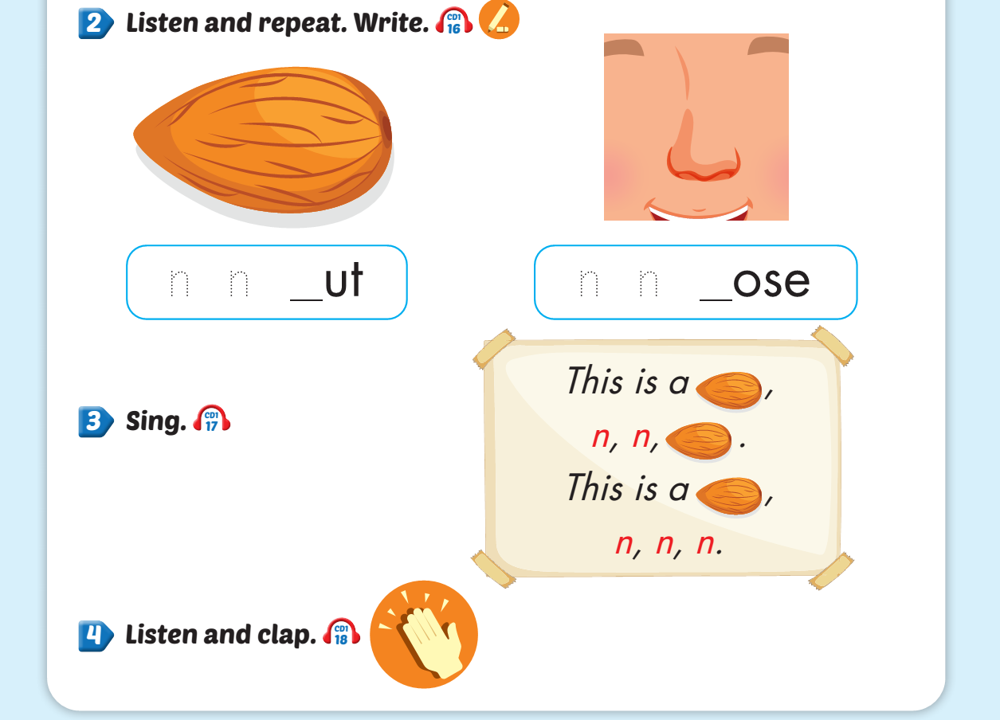 2 Listen and repeat. Write. CD1 16
n n _ut
n n _ose
3 Sing. CD1 17
This is a ,
n, n, .
This is a ,
n, n, n.
4 Listen and clap. CD1 18